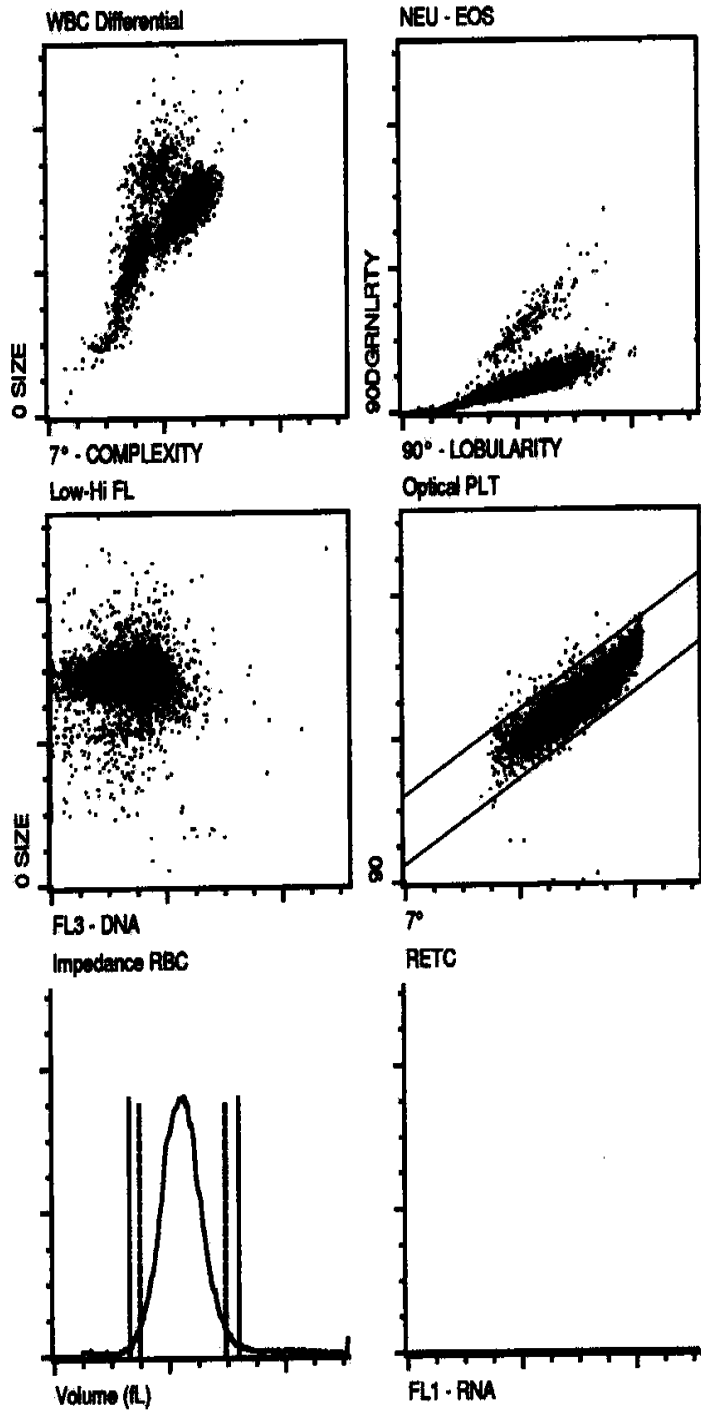 WBC Differential
0 SIZE
7° - COMPLEXITY
NEU - EOS
90DGRNLRTY
90° - LOBULARITY
Low-Hi FL
0 SIZE
FL3 - DNA
Optical PLT
90
7°
Impedance RBC
Volume (fL)
RETC
FL1 - RNA